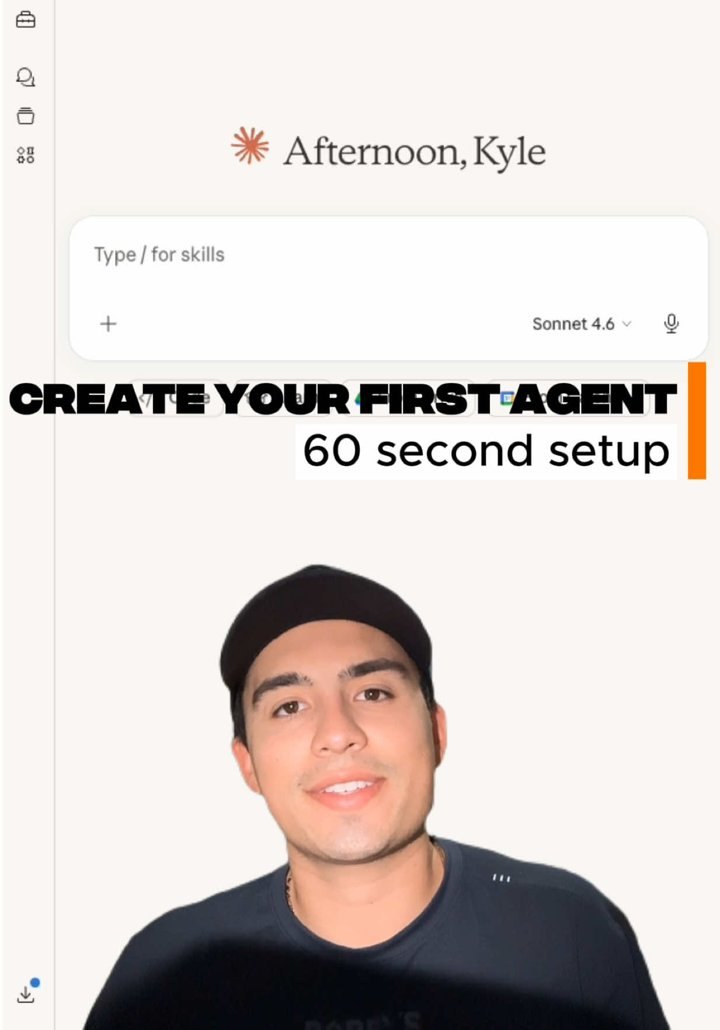 Afternoon, Kyle
Type / for skills
Sonnet 4.6
CREATE YOUR FIRST AGENT
60 second setup